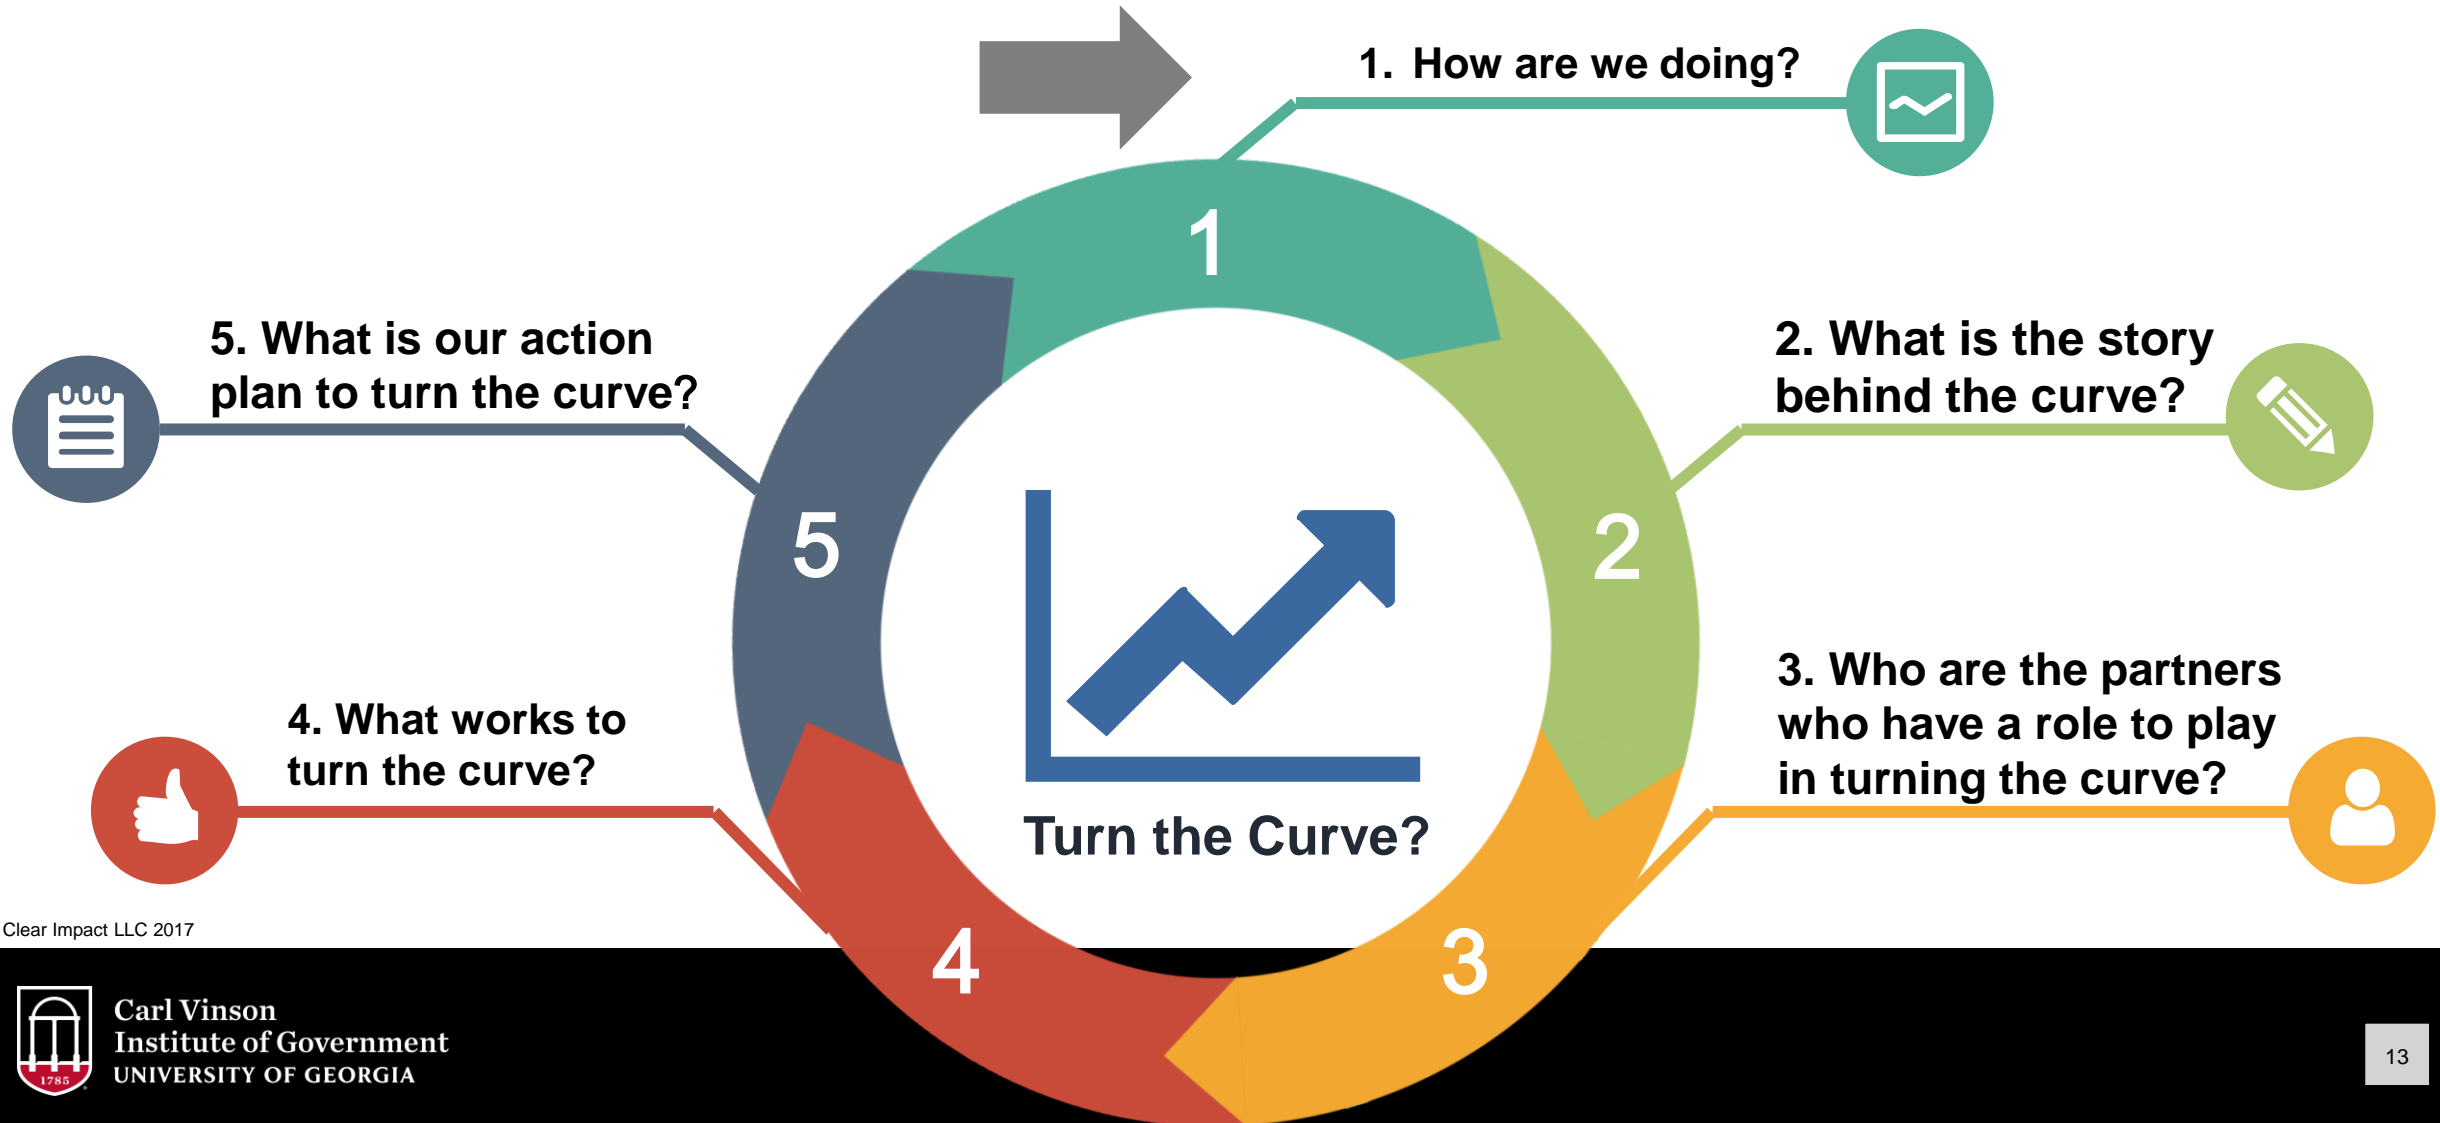 1. How are we doing?
1
5. What is our action
plan to turn the curve?
2. What is the story
behind the curve?
5
2
3. Who are the partners
who have a role to play
in turning the curve?
4. What works to
turn the curve?
Turn the Curve?
Clear Impact LLC 2017
4
3
1785
Carl Vinson
Institute of Government
UNIVERSITY OF GEORGIA
13